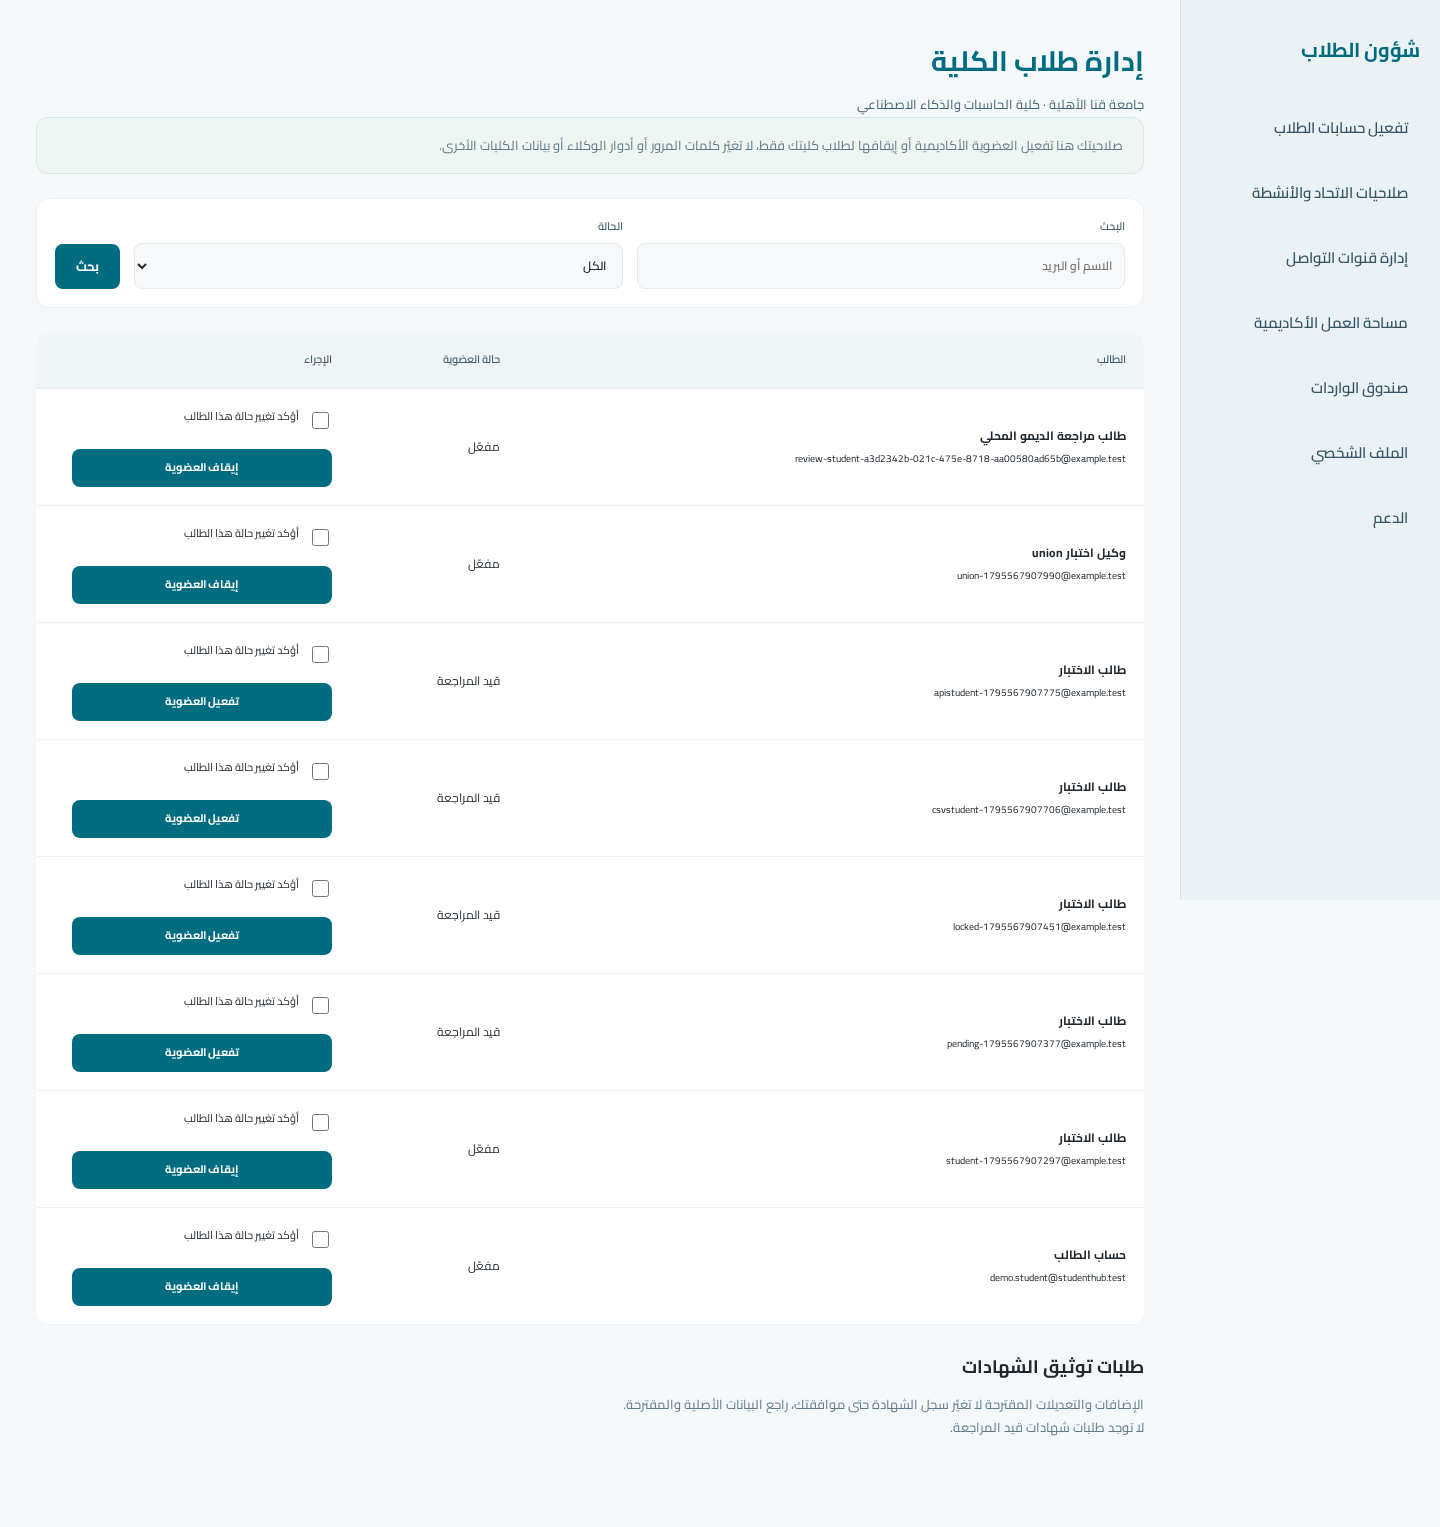 شؤون الطلاب
تفعيل حسابات الطلاب
صلاحيات الاتحاد والأنشطة
إدارة قنوات التواصل
مساحة العمل الأكاديمية
صندوق الواردات
الملف الشخصي
الدعم
إدارة طلاب الكلية
جامعة قنا الأهلية · كلية الحاسبات والذكاء الاصطناعي
صلاحيتك هنا تفعيل العضوية الأكاديمية أو إيقافها لطلاب كليتك فقط، لا تغيّر كلمات المرور أو أدوار الوكلاء أو بيانات الكليات الأخرى.
البحث
الحالة
الاسم أو البريد
الكل
بحث
الطالب
حالة العضوية
الإجراء
طالب مراجعة الديمو المحلي
review-student-a3d2342b-021c-475e-8718-aa00580ad65b@example.test
مفعّل
أؤكد تغيير حالة هذا الطالب
إيقاف العضوية
وكيل اختبار union
union-1795567907990@example.test
مفعّل
أؤكد تغيير حالة هذا الطالب
إيقاف العضوية
طالب الاختبار
apistudent-1795567907775@example.test
قيد المراجعة
أؤكد تغيير حالة هذا الطالب
تفعيل العضوية
طالب الاختبار
csvstudent-1795567907706@example.test
قيد المراجعة
أؤكد تغيير حالة هذا الطالب
تفعيل العضوية
طالب الاختبار
locked-1795567907451@example.test
قيد المراجعة
أؤكد تغيير حالة هذا الطالب
تفعيل العضوية
طالب الاختبار
pending-1795567907377@example.test
قيد المراجعة
أؤكد تغيير حالة هذا الطالب
تفعيل العضوية
طالب الاختبار
student-1795567907297@example.test
مفعّل
أؤكد تغيير حالة هذا الطالب
إيقاف العضوية
حساب الطالب
demo.student@studenthub.test
مفعّل
أؤكد تغيير حالة هذا الطالب
إيقاف العضوية
طلبات توثيق الشهادات
الإضافات والتعديلات المقترحة لا تغيّر سجل الشهادة حتى موافقتك، راجع البيانات الأصلية والمقترحة.
لا توجد طلبات شهادات قيد المراجعة.